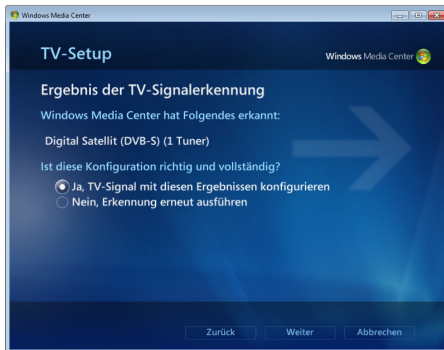 Windows Media Center
TV-Setup
Windows Media Center
Ergebnis der TV-Signalerkennung
Windows Media Center hat Folgendes erkannt:
Digital Satellit (DVB-S) (1 Tuner)
Ist diese Konfiguration richtig und vollständig?
Ja, TV-Signal mit diesen Ergebnissen konfigurieren
Nein, Erkennung erneut ausführen
Zurück Weiter Abbrechen